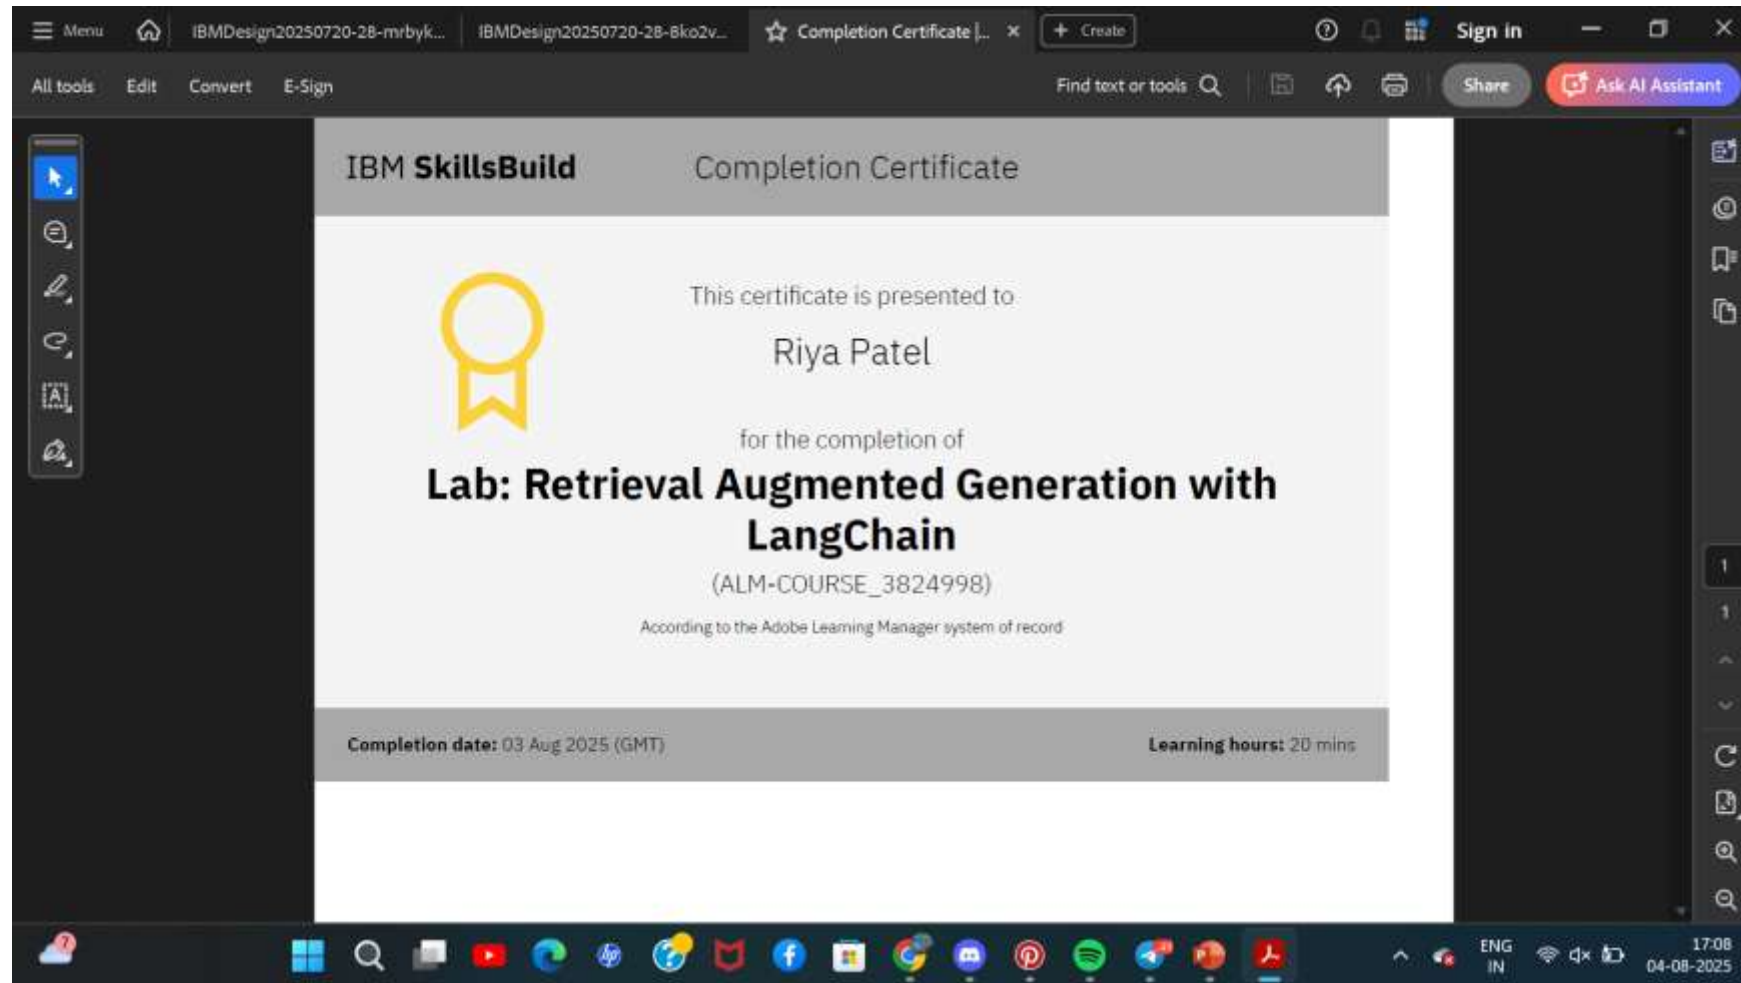 Menu
IBMDesign20250720-28-mrbyk...
IBMDesign20250720-28-8ko2v...
Completion Certificate |...
+ Create
Sign in
All tools
Edit
Convert
E-Sign
Find text or tools
Share
Ask AI Assistant
IBM SkillsBuild
Completion Certificate
This certificate is presented to
Riya Patel
for the completion of
Lab: Retrieval Augmented Generation with
LangChain
(ALM-COURSE_3824998)
According to the Adobe Learning Manager system of record
Completion date: 03 Aug 2025 (GMT)
Learning hours: 20 mins
1
1
7
hp
ENG
IN
17:08
04-08-2025